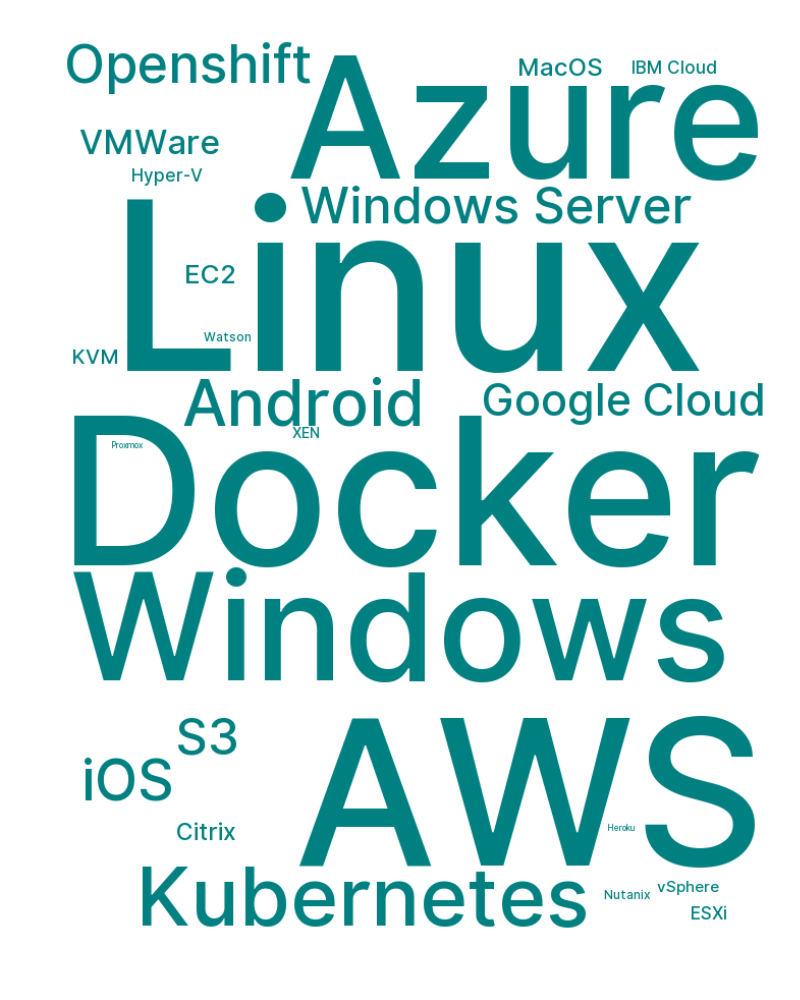 Openshift
Azure
MacOS
IBM Cloud
VMWare
Hyper-V
Windows Server
Linux
EC2
Watson
KVM
Android
Google Cloud
XEN
Docker
Proxmox
Windows
S3
AWS
iOS
Citrix
Heroku
Kubernetes
Nutanix
vSphere
ESXi